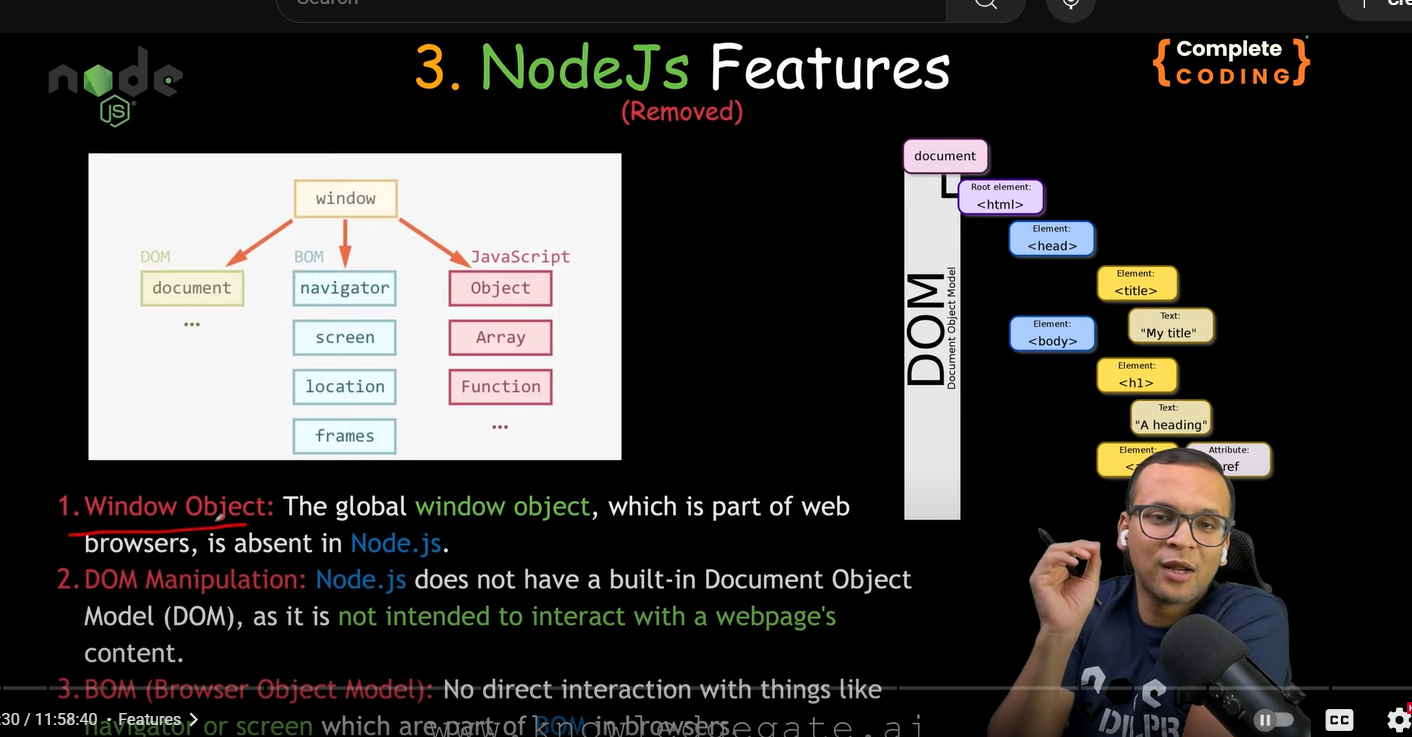 Search
node
JS
3. NodeJs Features
(Removed)
{Complete
CODING}
window
DOM
BOM
JavaScript
document
navigator
Object
...
screen
Array
location
Function
frames
...
document
Root element:
<html>
Element:
<head>
Element:
<title>
Text:
"My title"
Element:
<body>
Element:
<h1>
Text:
"A heading"
Element:
Attribute:
DOM
Document Object Model
1. Window Object: The global window object, which is part of web
browsers, is absent in Node.js.
2. DOM Manipulation: Node.js does not have a built-in Document Object
Model (DOM), as it is not intended to interact with a webpage's
content.
3. BOM (Browser Object Model): No direct interaction with things like
navigator or screen which are part of BOM in browsers.
www.knowledgegate.ai
:30 / 11:58:40 · Features >
CC